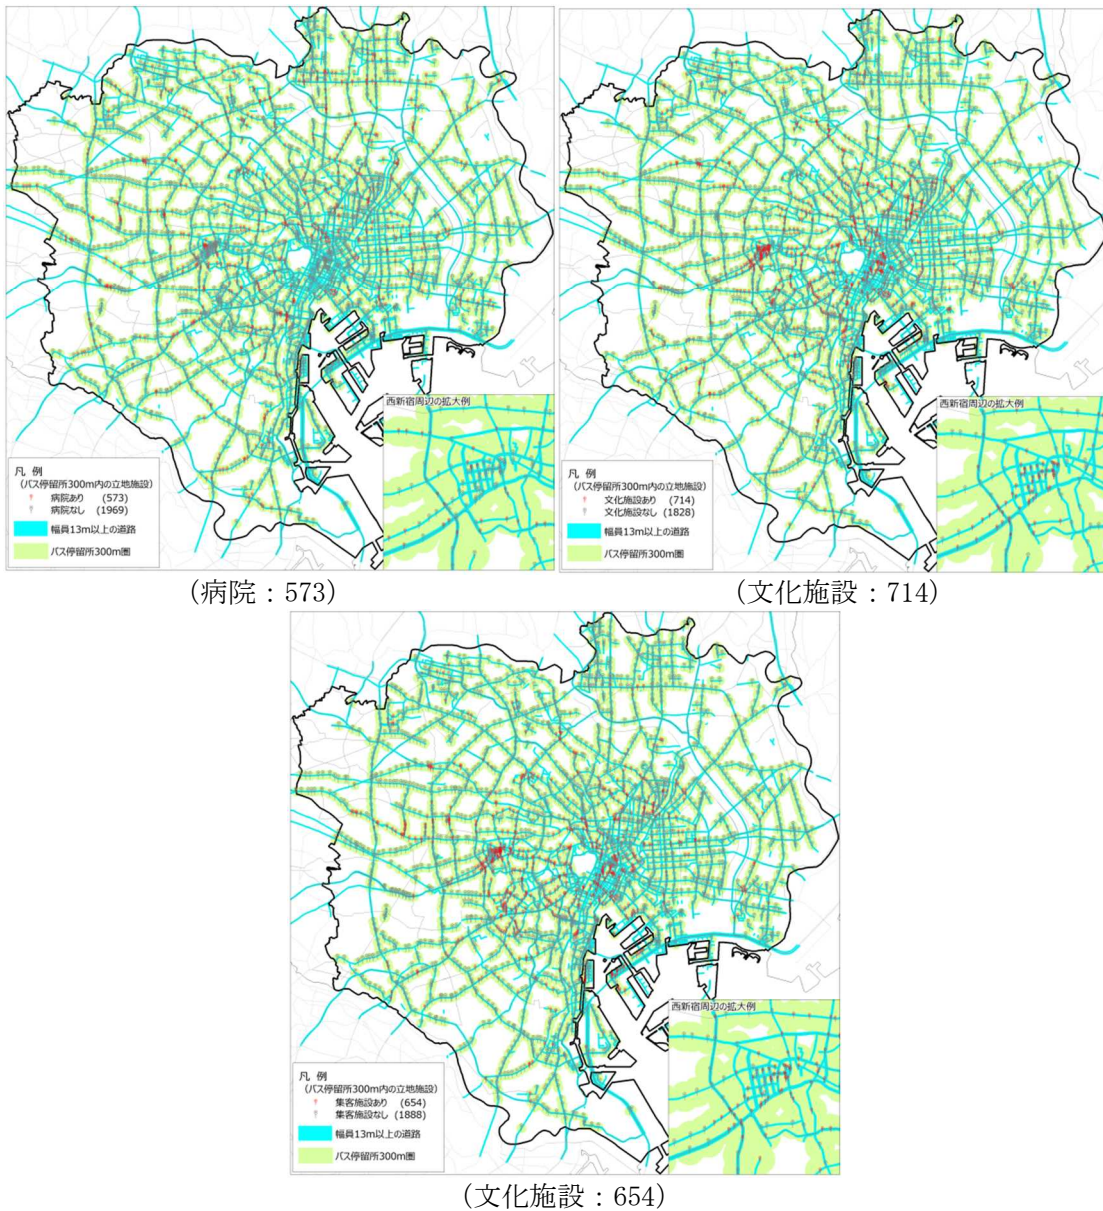 西新宿周辺の拡大例
凡 例
(バス停留所300m内の立地施設)
病院あり (573)
病院なし (1969)
幅員13m以上の道路
バス停留所300m圏
(病院：573)
西新宿周辺の拡大例
凡 例
(バス停留所300m内の立地施設)
文化施設あり (714)
文化施設なし (1828)
幅員13m以上の道路
バス停留所300m圏
(文化施設：714)
西新宿周辺の拡大例
凡 例
(バス停留所300m内の立地施設)
集客施設あり (654)
集客施設なし (1888)
幅員13m以上の道路
バス停留所300m圏
(文化施設：654)